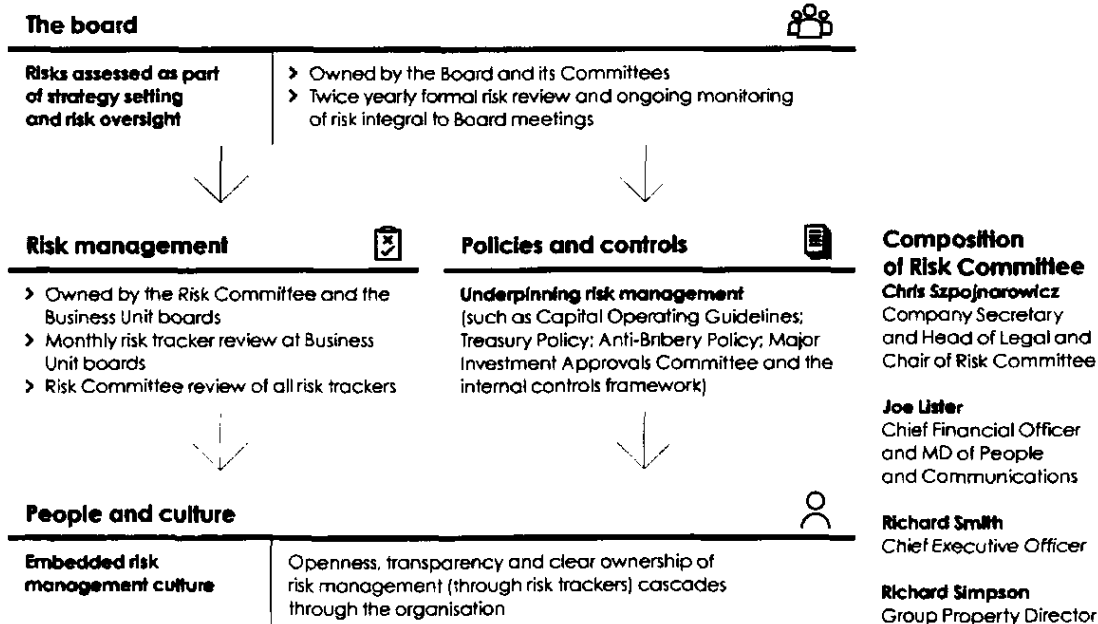 The board
Risks assessed as part
of strategy setting
and risk oversight
> Owned by the Board and its Committees
> Twice yearly formal risk review and ongoing monitoring
of risk integral to Board meetings
Risk management
> Owned by the Risk Committee and the
Business Unit boards
> Monthly risk tracker review at Business
Unit boards
> Risk Committee review of all risk trackers
Policies and controls
Underpinning risk management
(such as Capital Operating Guidelines;
Treasury Policy; Anti-Bribery Policy; Major
Investment Approvals Committee and the
internal controls framework)
People and culture
Embedded risk
management culture
Openness, transparency and clear ownership of
risk management (through risk trackers) cascades
through the organisation
Composition
of Risk Committee
Chris Szpojnarowicz
Company Secretary
and Head of Legal and
Chair of Risk Committee
Joe Lister
Chief Financial Officer
and MD of People
and Communications
Richard Smith
Chief Executive Officer
Richard Simpson
Group Property Director